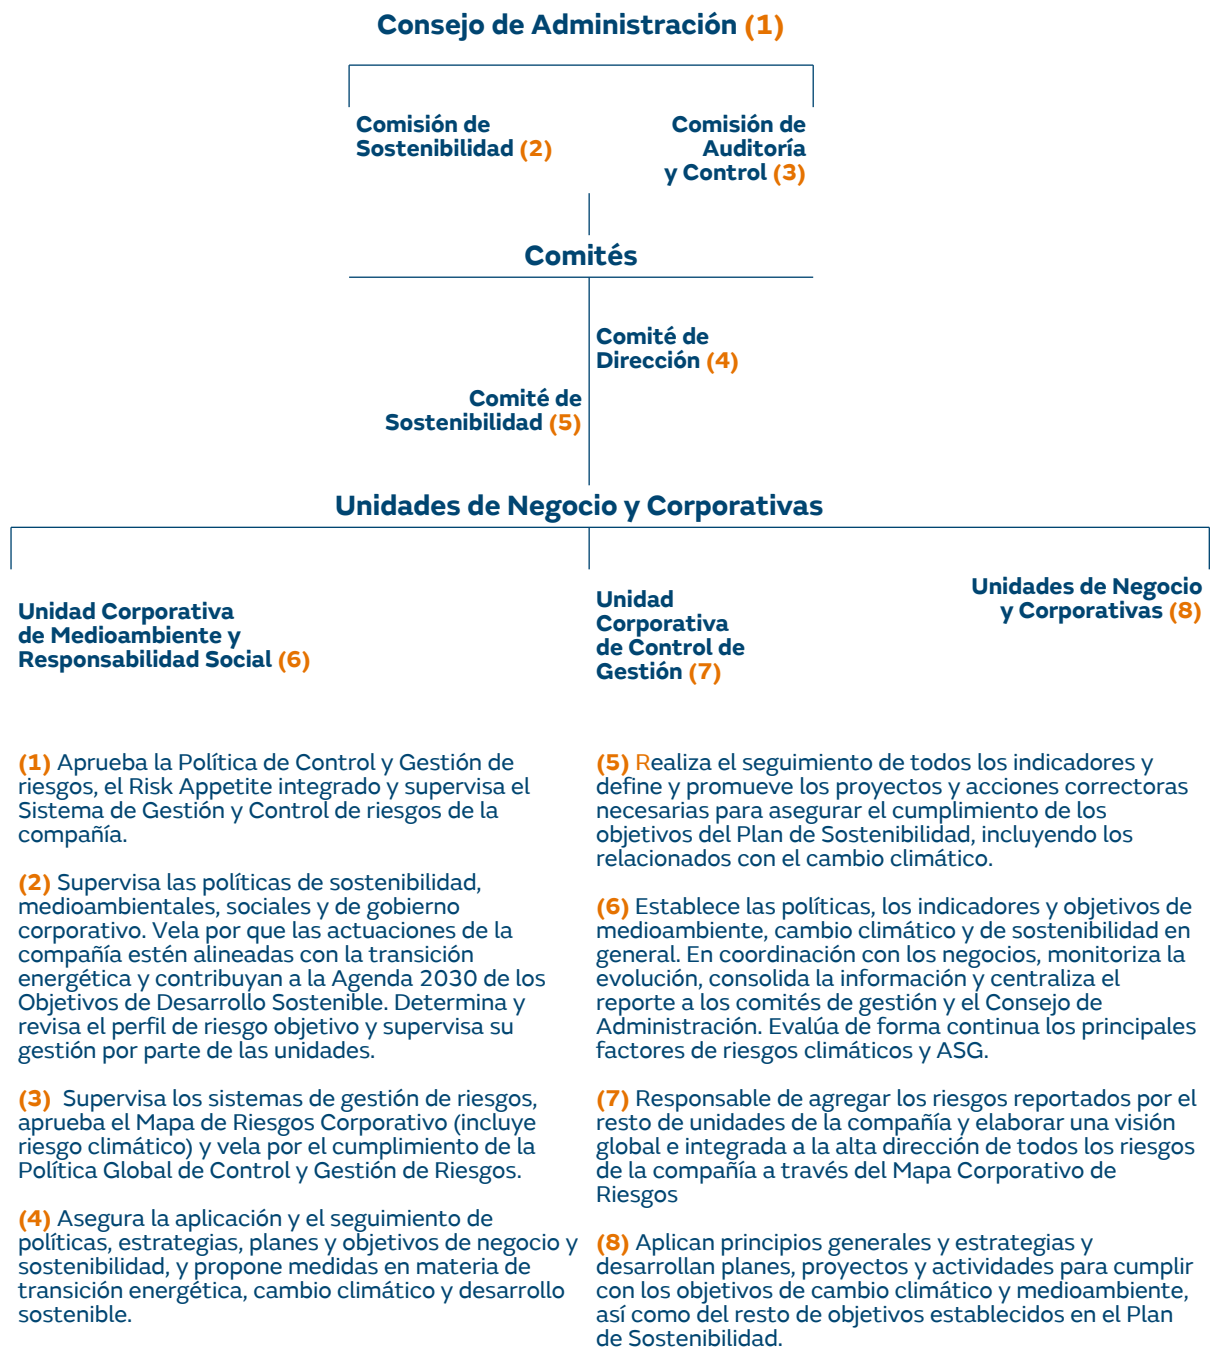 Consejo de Administración (1)
Comisión de
Sostenibilidad (2)
Comisión de
Auditoría
y Control (3)
Comités
Comité de
Dirección (4)
Comité de
Sostenibilidad (5)
Unidades de Negocio y Corporativas
Unidad Corporativa
de Medioambiente y
Responsabilidad Social (6)
Unidad
Corporativa
de Control de
Gestión (7)
Unidades de Negocio
y Corporativas (8)
(1) Aprueba la Política de Control y Gestión de
riesgos, el Risk Appetite integrado y supervisa el
Sistema de Gestión y Control de riesgos de la
compañía.
(2) Supervisa las políticas de sostenibilidad,
medioambientales, sociales y de gobierno
corporativo. Vela por que las actuaciones de la
compañía estén alineadas con la transición
energética y contribuyan a la Agenda 2030 de los
Objetivos de Desarrollo Sostenible. Determina y
revisa el perfil de riesgo objetivo y supervisa su
gestión por parte de las unidades.
(3) Supervisa los sistemas de gestión de riesgos,
aprueba el Mapa de Riesgos Corporativo (incluye
riesgo climático) y vela por el cumplimiento de la
Política Global de Control y Gestión de Riesgos.
(4) Asegura la aplicación y el seguimiento de
políticas, estrategias, planes y objetivos de negocio y
sostenibilidad, y propone medidas en materia de
transición energética, cambio climático y desarrollo
sostenible.
(5) Realiza el seguimiento de todos los indicadores y
define y promueve los proyectos y acciones correctoras
necesarias para asegurar el cumplimiento de los
objetivos del Plan de Sostenibilidad, incluyendo los
relacionados con el cambio climático.
(6) Establece las políticas, los indicadores y objetivos de
medioambiente, cambio climático y de sostenibilidad en
general. En coordinación con los negocios, monitoriza la
evolución, consolida la información y centraliza el
reporte a los comités de gestión y el Consejo de
Administración. Evalúa de forma continua los principales
factores de riesgos climáticos y ASG.
(7) Responsable de agregar los riesgos reportados por el
resto de unidades de la compañía y elaborar una visión
global e integrada a la alta dirección de todos los riesgos
de la compañía a través del Mapa Corporativo de
Riesgos
(8) Aplican principios generales y estrategias y
desarrollan planes, proyectos y actividades para cumplir
con los objetivos de cambio climático y medioambiente,
así como del resto de objetivos establecidos en el Plan
de Sostenibilidad.